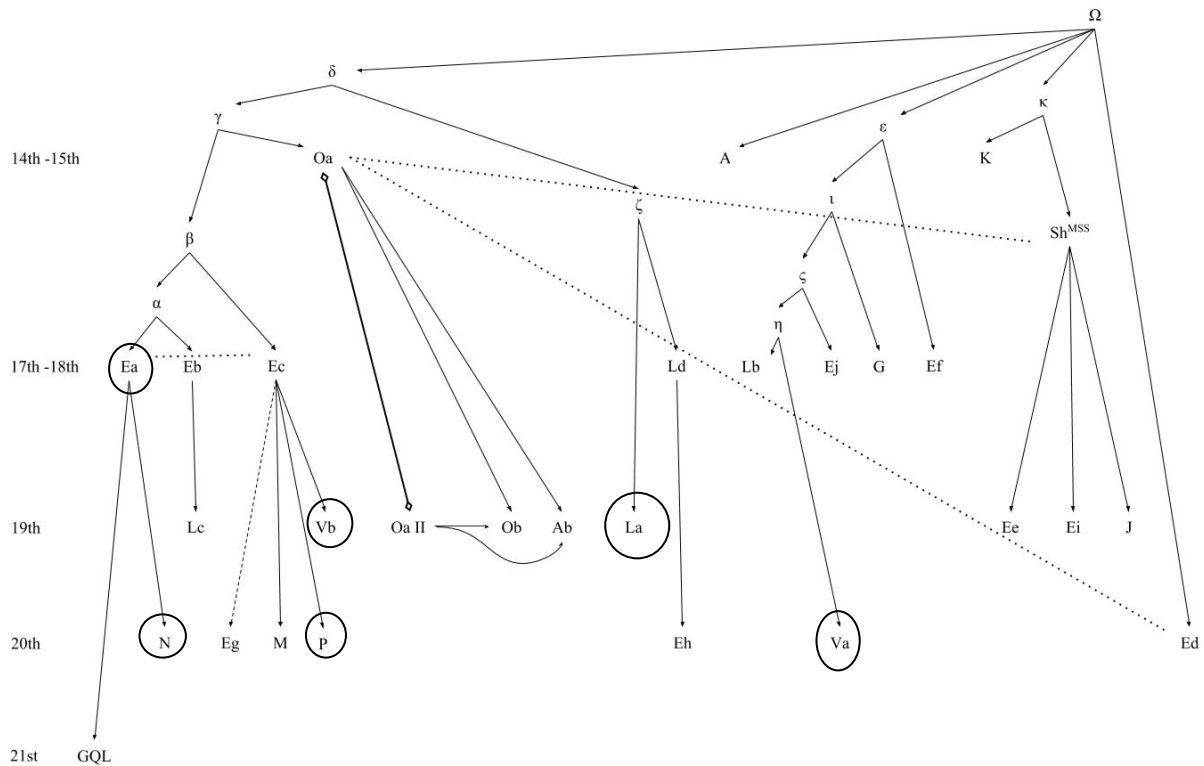 Ω
δ
κ
γ
ε
14th -15th
Oa
A
K
ι
ζ
Sh^MSS
β
ς
α
η
17th -18th
Ea
Eb
Ec
Ld
Lb
Ej
G
Ef
19th
Lc
Vb
Oa II
Ob
Ab
La
Ee
Ei
J
20th
N
Eg
M
P
Eh
Va
Ed
21st
GQL